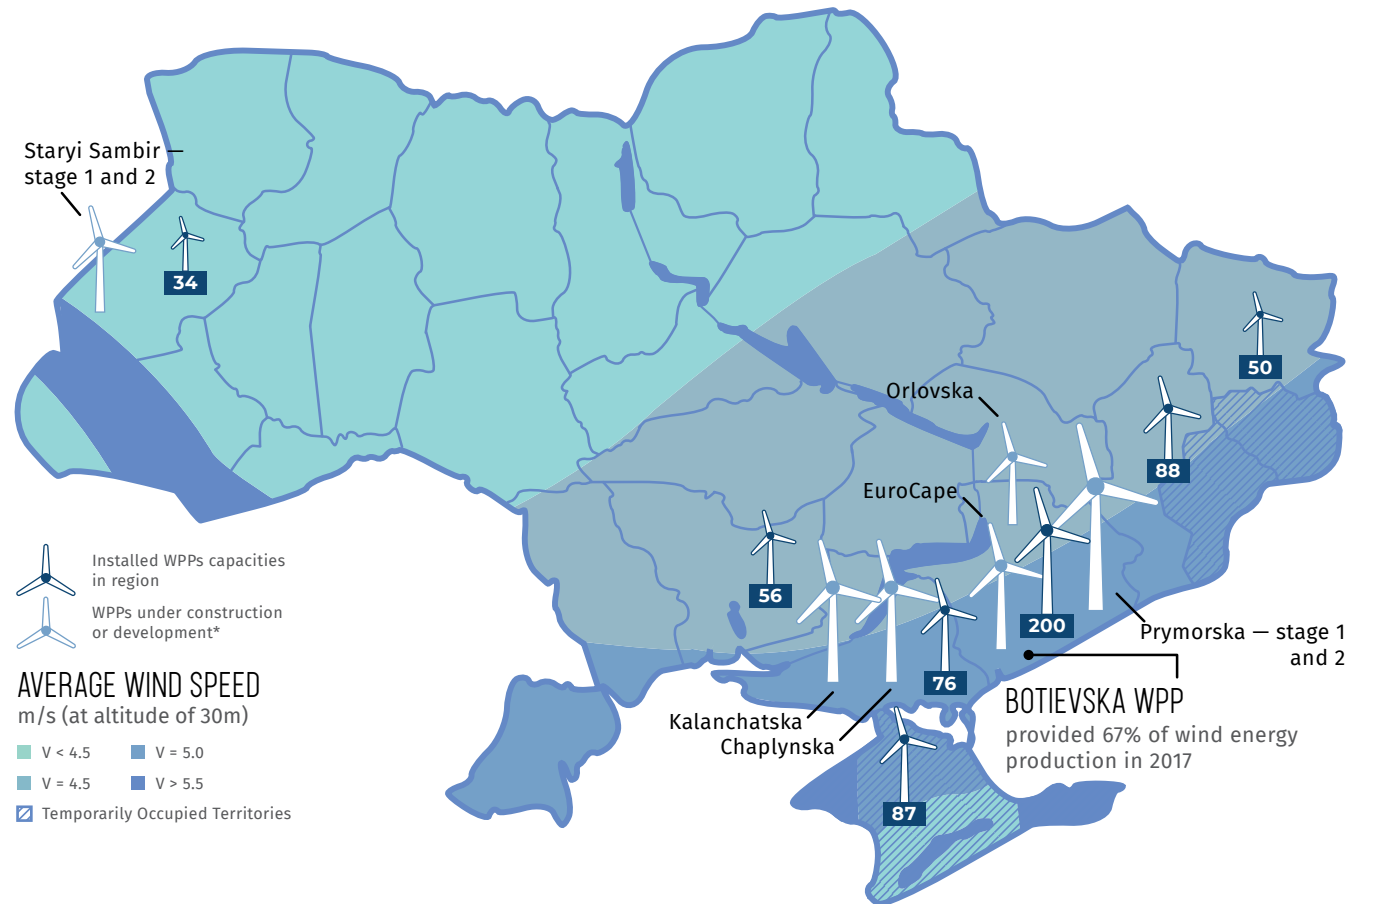 Staryi Sambir —
stage 1 and 2
34
50
Orlovska
88
EuroCape
56
200
Prymorska — stage 1
and 2
76
BOTIEVSKA WPP
provided 67% of wind energy
production in 2017
Kalanchatska
Chaplynska
87
Installed WPPs capacities
in region
WPPs under construction
or development*
AVERAGE WIND SPEED
m/s (at altitude of 30m)
V < 4.5
V = 5.0
V = 4.5
V > 5.5
Temporarily Occupied Territories